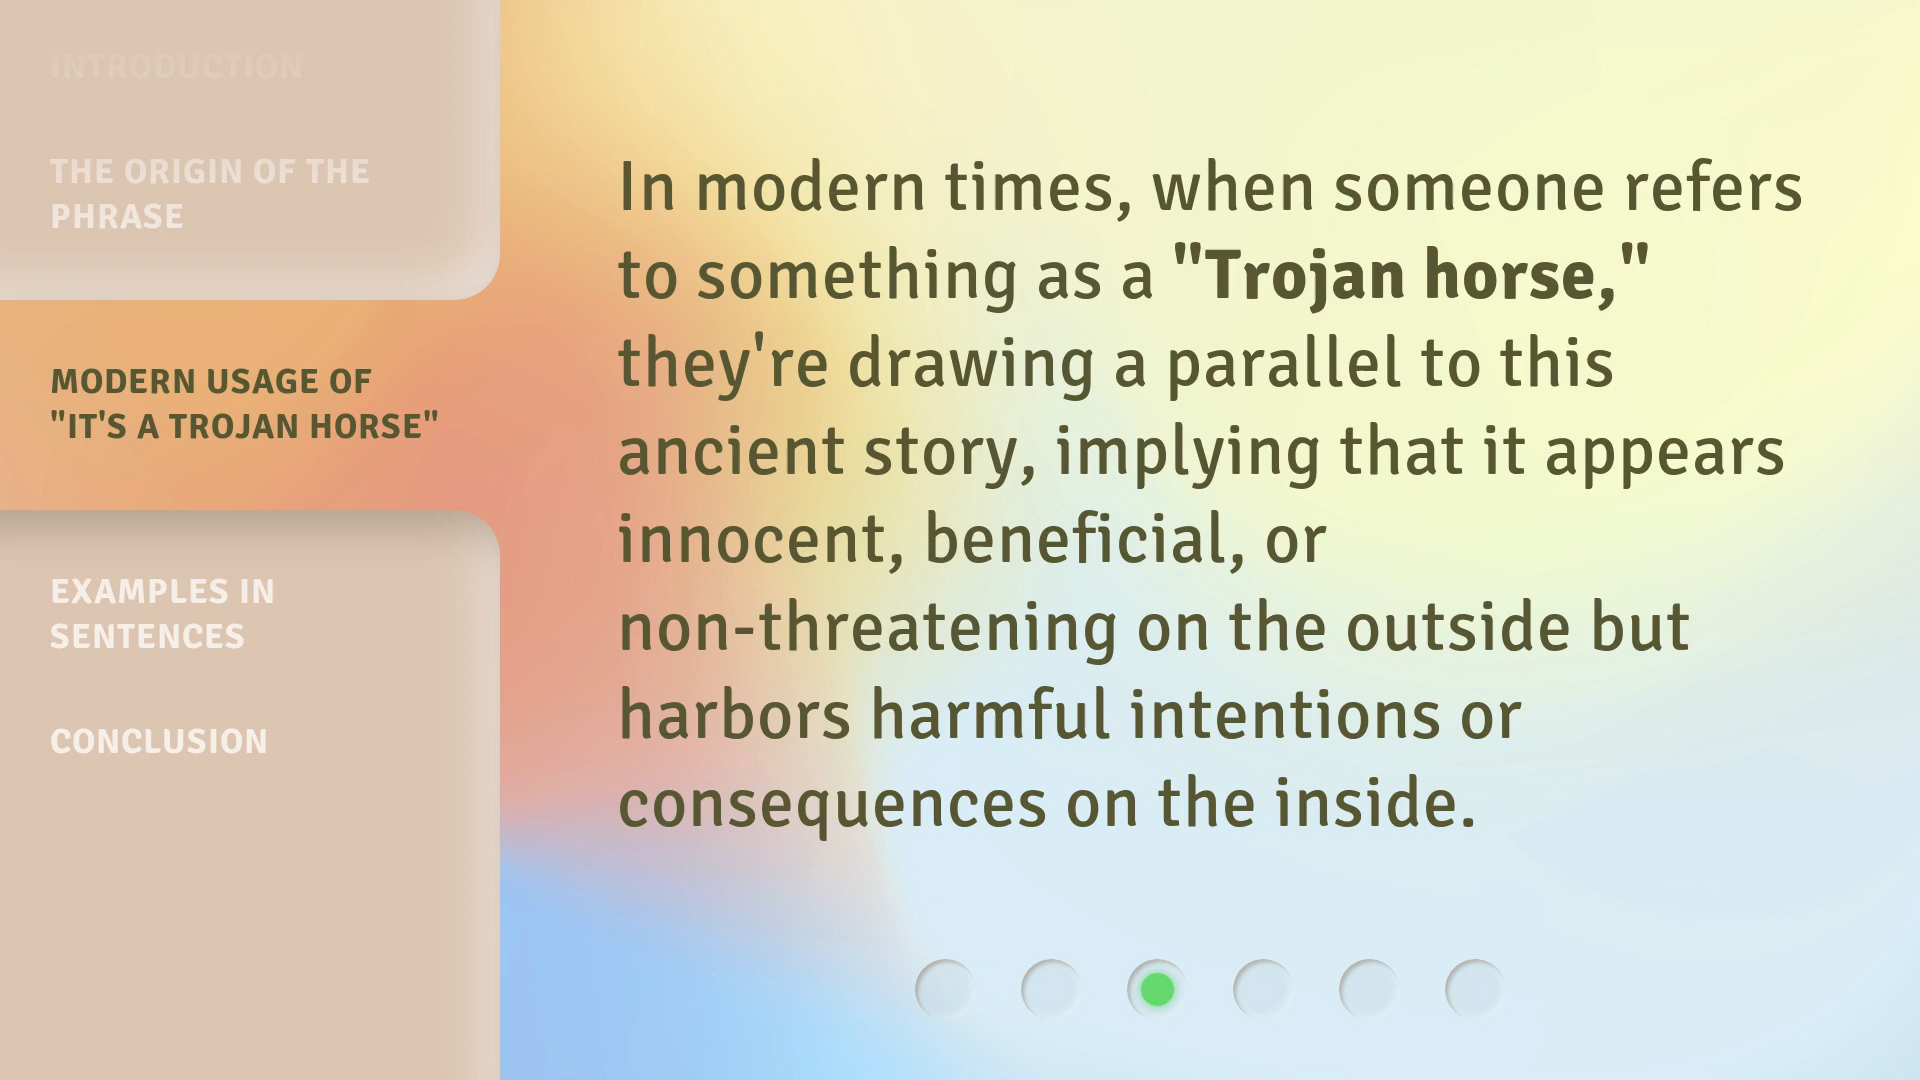 INTRODUCTION
THE ORIGIN OF THE
PHRASE
MODERN USAGE OF
"IT'S A TROJAN HORSE"
EXAMPLES IN
SENTENCES
CONCLUSION
In modern times, when someone refers
to something as a "Trojan horse,"
they're drawing a parallel to this
ancient story, implying that it appears
innocent, beneficial, or
non-threatening on the outside but
harbors harmful intentions or
consequences on the inside.